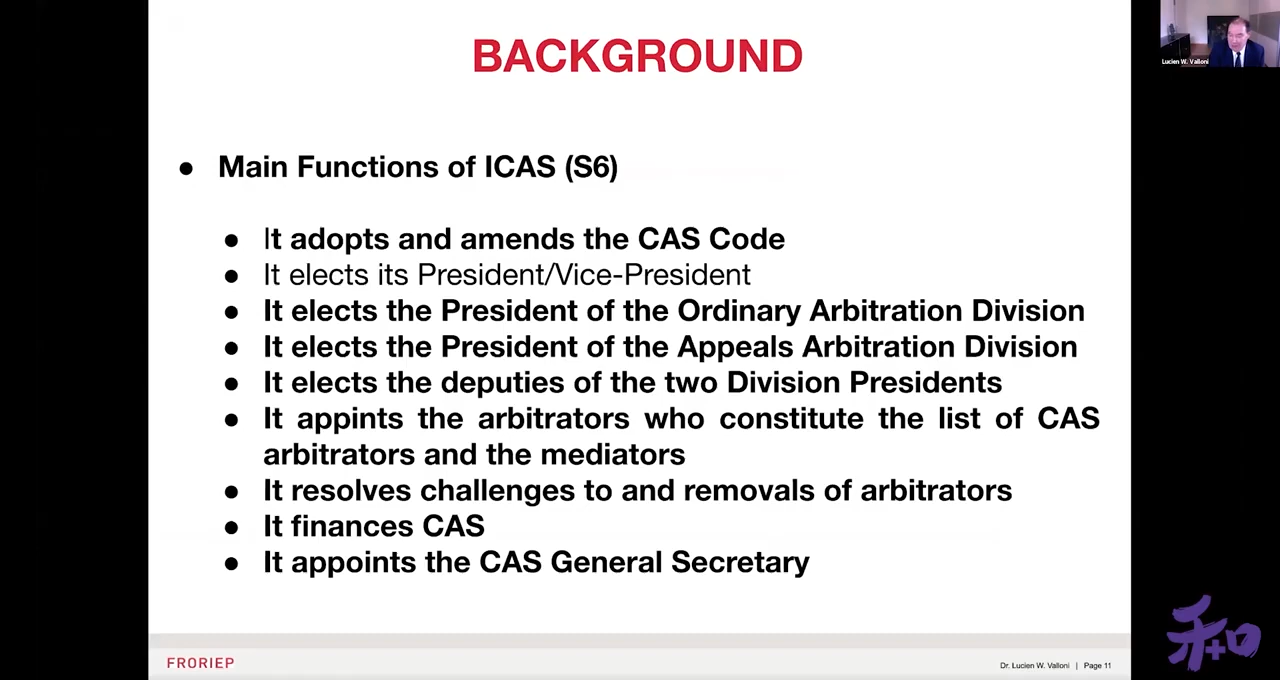 BACKGROUND
Lucien W. Valloni
● Main Functions of ICAS (S6)
● It adopts and amends the CAS Code
● It elects its President/Vice-President
● It elects the President of the Ordinary Arbitration Division
● It elects the President of the Appeals Arbitration Division
● It elects the deputies of the two Division Presidents
● It appints the arbitrators who constitute the list of CAS
arbitrators and the mediators
● It resolves challenges to and removals of arbitrators
● It finances CAS
● It appoints the CAS General Secretary
FRORIEP
Dr. Lucien W. Valloni | Page 11
和